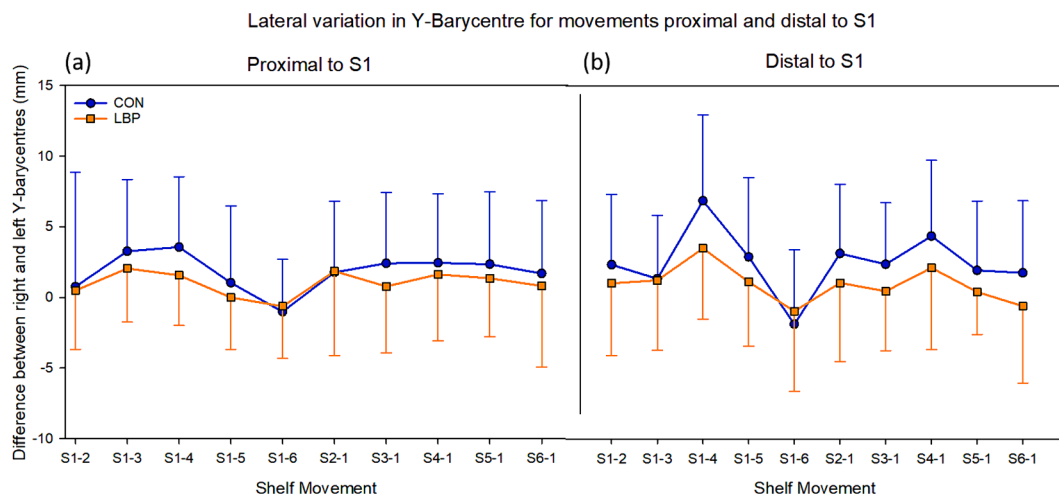 Lateral variation in Y-Barycentre for movements proximal and distal to S1
(a)
Proximal to S1
(b)
Distal to S1
Difference between right and left Y-barycentres (mm)
15
10
5
0
-5
-10
CON
LBP
S1-2 S1-3 S1-4 S1-5 S1-6 S2-1 S3-1 S4-1 S5-1 S6-1
S1-2 S1-3 S1-4 S1-5 S1-6 S2-1 S3-1 S4-1 S5-1 S6-1
Shelf Movement
Shelf Movement